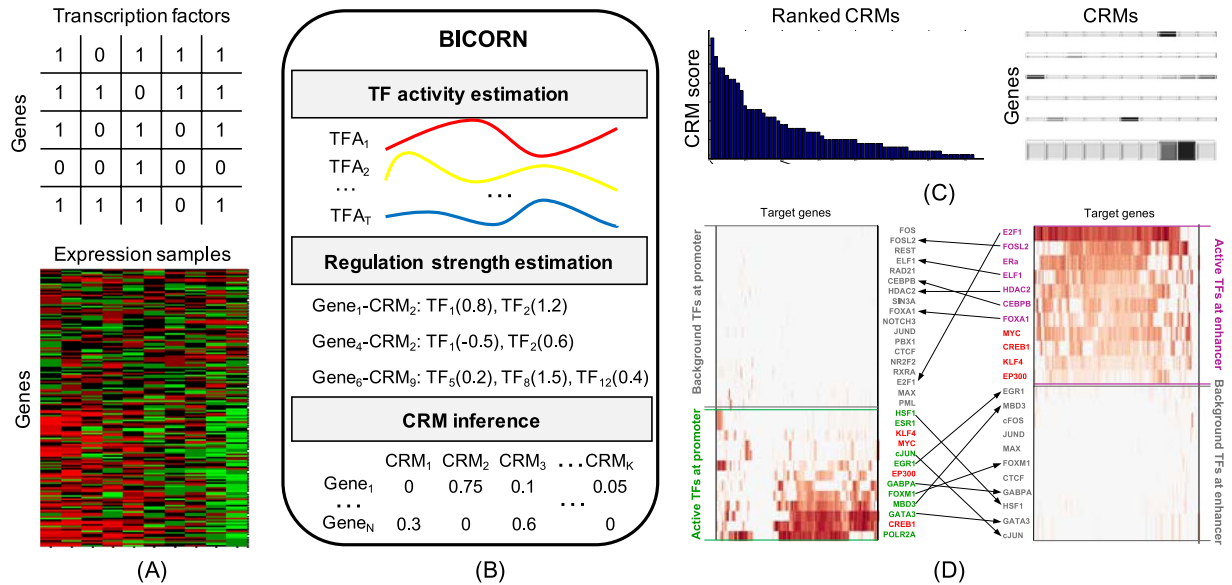 Transcription factors
Genes
1 0 1 1 1
1 1 0 1 1
1 0 1 0 1
0 0 1 0 0
1 1 1 0 1
Expression samples
Genes
(A)
BICORN
TF activity estimation
TFA1
TFA2
...
...
TFAT
Regulation strength estimation
Gene1-CRM2: TF1(0.8), TF2(1.2)
Gene4-CRM2: TF1(-0.5), TF2(0.6)
Gene6-CRM9: TF5(0.2), TF8(1.5), TF12(0.4)
CRM inference
CRM1 CRM2 CRM3 ...CRMK
Gene1 0 0.75 0.1 0.05
... ...
GeneN 0.3 0 0.6 0
(B)
Ranked CRMs
CRM score
CRMs
Genes
(C)
Target genes
Background TFs at promoter
Active TFs at promoter
FOS
FOSL2
REST
ELF1
RAD21
CEBPB
HDAC2
SIN3A
FOXA1
NOTCH3
JUND
PBX1
CTCF
NR2F2
RXRA
E2F1
MAX
PML
HSF1
ESR1
KLF4
MYC
cJUN
EGR1
EP300
GABPA
FOXM1
MBD3
GATA3
CREB1
POLR2A
Target genes
E2F1
FOSL2
ERa
ELF1
HDAC2
CEBPB
FOXA1
MYC
CREB1
KLF4
EP300
EGR1
MBD3
cFOS
JUND
MAX
FOXM1
CTCF
GABPA
HSF1
GATA3
cJUN
Active TFs at enhancer
Background TFs at enhancer
(D)